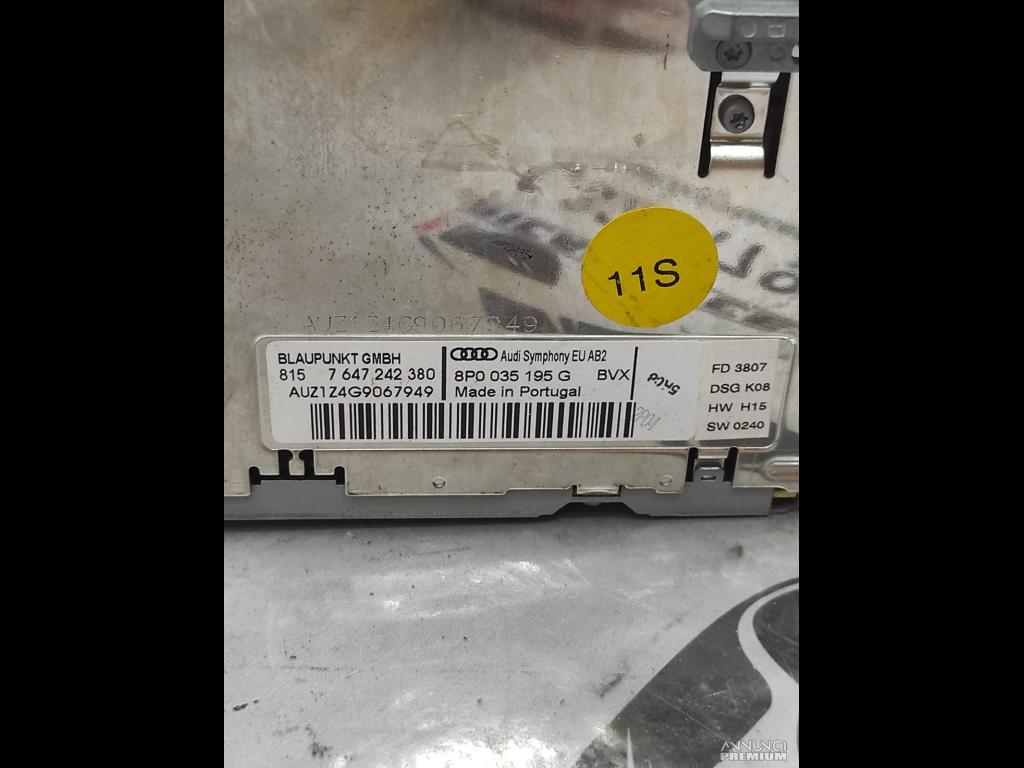 11S
AUZ1Z4G9067949
BLAUPUNKT GMBH
815 7 647 242 380
AUZ1Z4G9067949
Audi Symphony EU AB2
8P0 035 195 G BVX
Made in Portugal
FD 3807
DSG K08
HW H15
SW 0240
ANNUNCI
PREMIUM